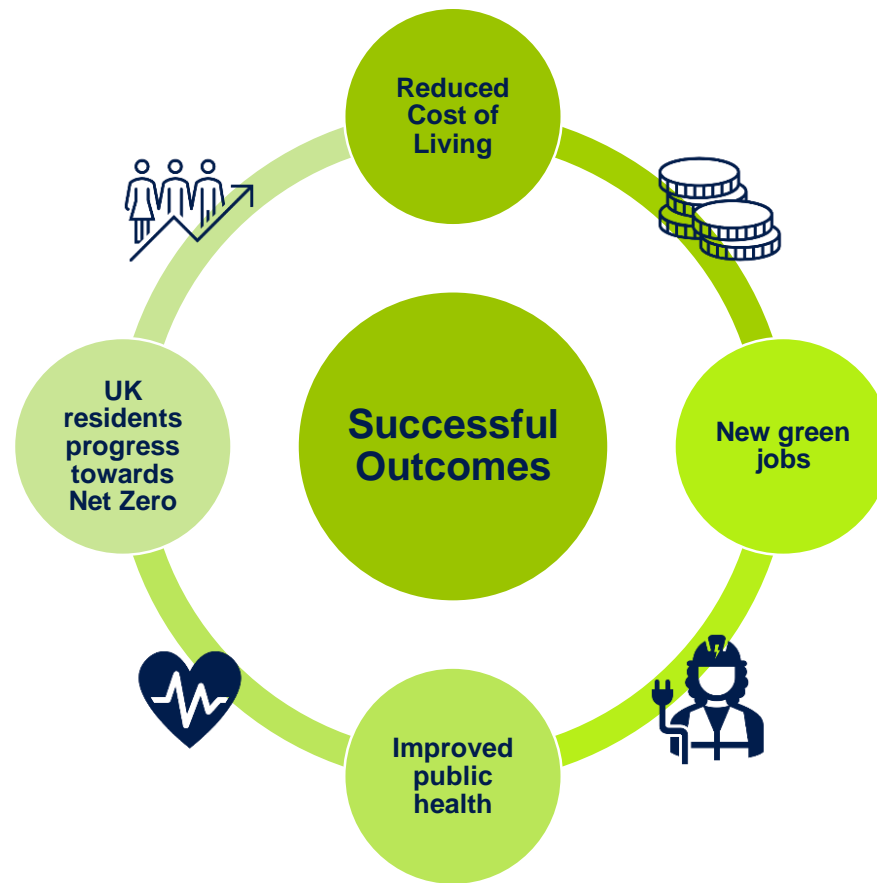 Reduced
Cost of
Living
UK
residents
progress
towards
Net Zero
Successful
Outcomes
New green
jobs
Improved
public
health